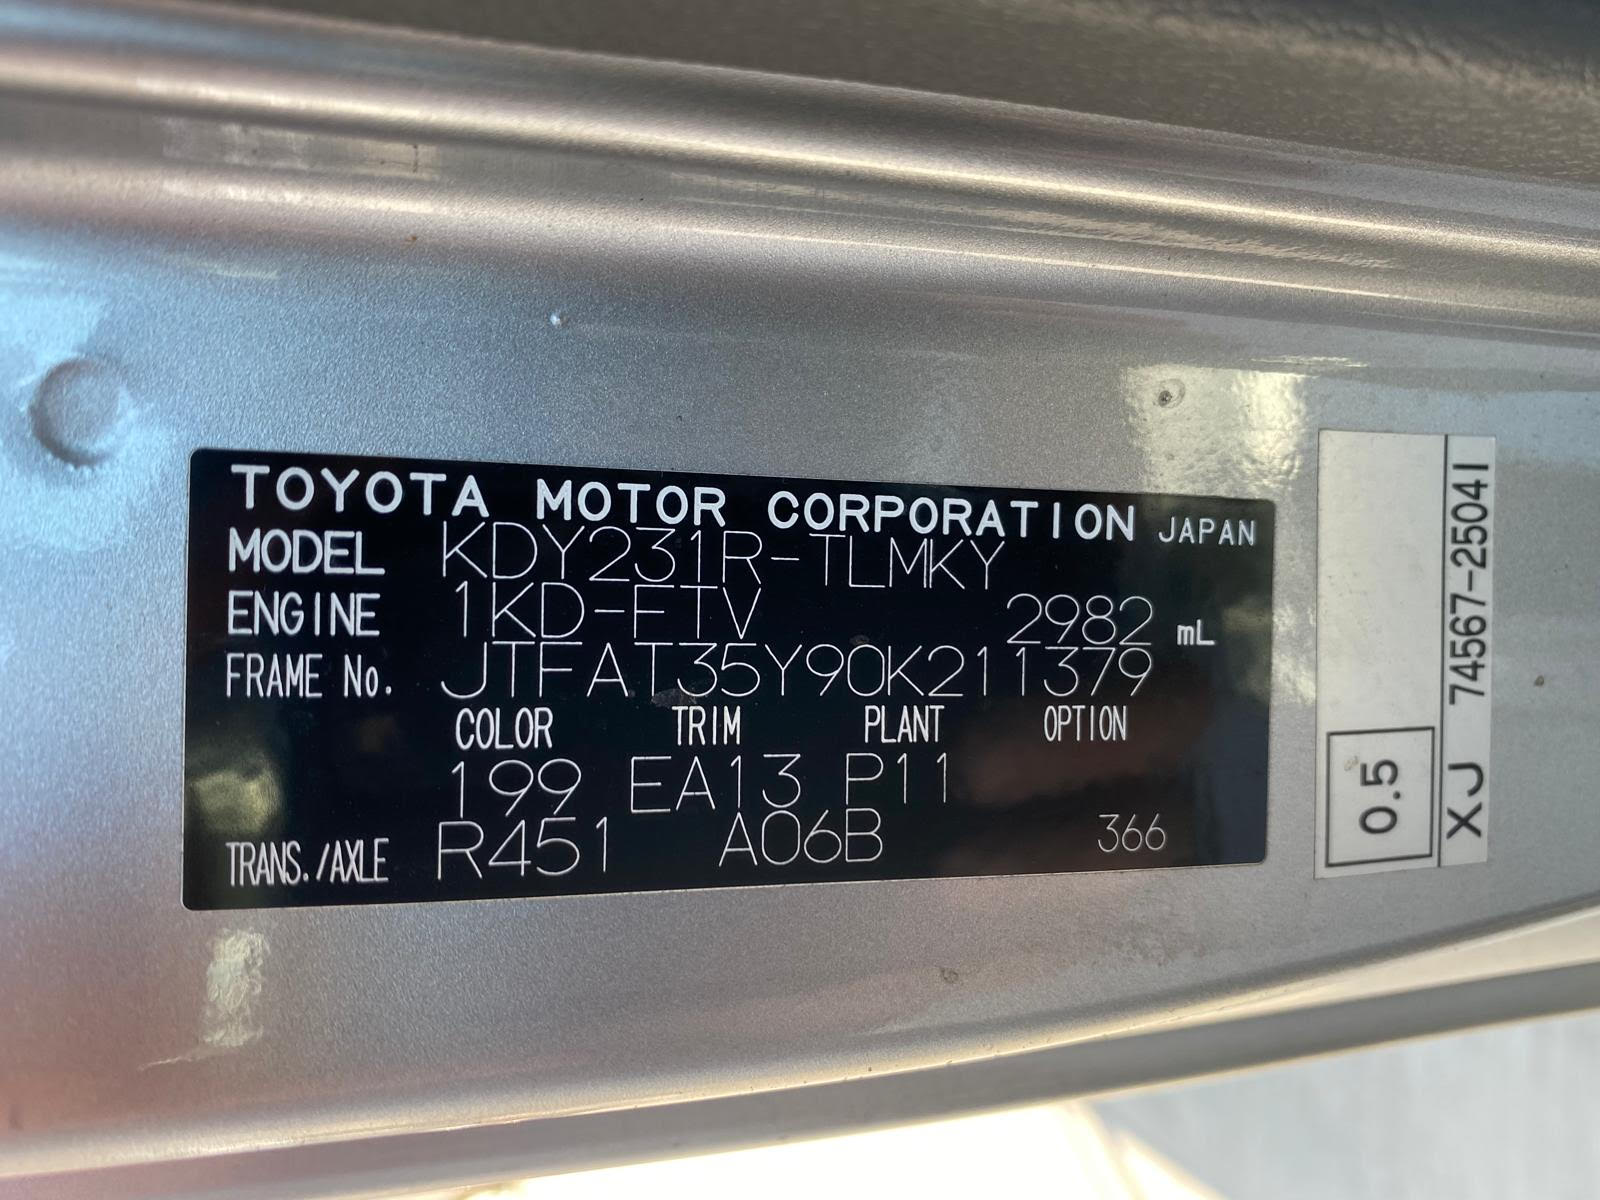 TOYOTA MOTOR CORPORATION JAPAN
MODEL KDY231R-TLMKY
ENGINE 1KD-FTV 2982 mL
FRAME No. JTFAT35Y90K211379
COLOR TRIM PLANT OPTION
199 EA13 P11
TRANS./AXLE R451 A06B 366
0.5
XJ 74567-25041